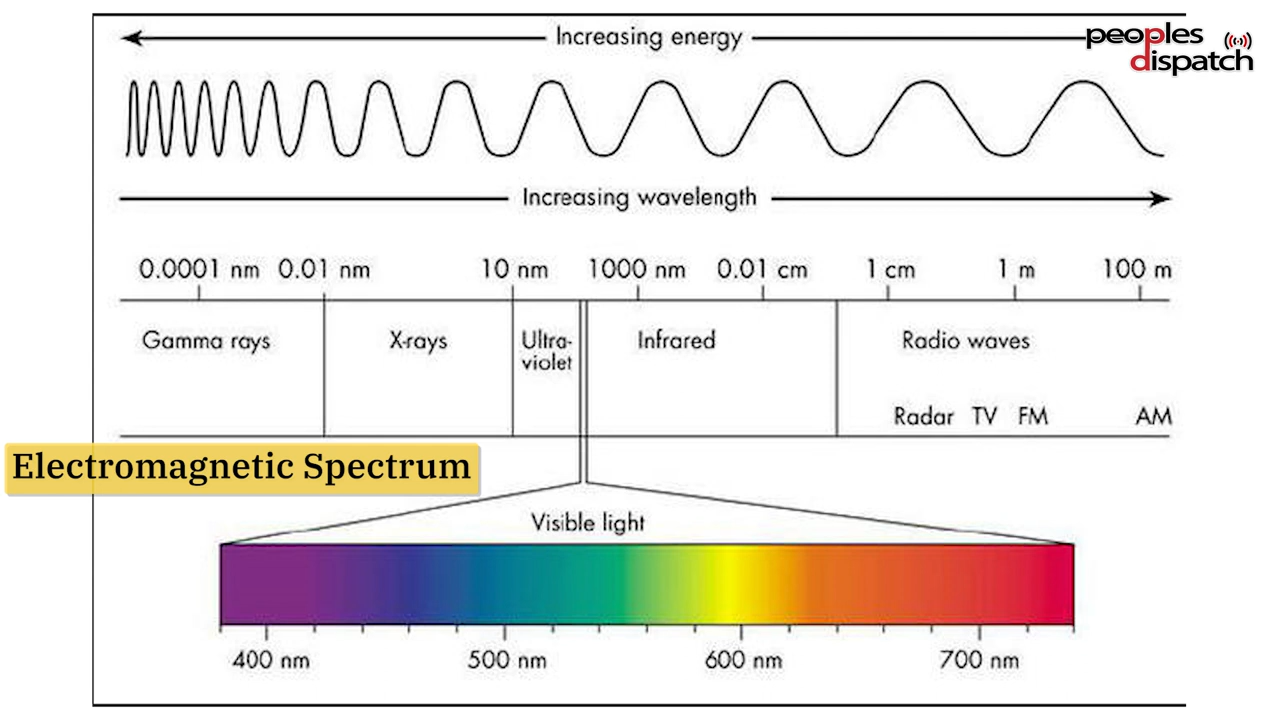 Increasing energy
peoples
dispatch
Increasing wavelength
0.0001 nm 0.01 nm 10 nm 1000 nm 0.01 cm 1 cm 1 m 100 m
Gamma rays X-rays Ultra-
violet Infrared Radio waves
Radar TV FM AM
Electromagnetic Spectrum
Visible light
400 nm 500 nm 600 nm 700 nm